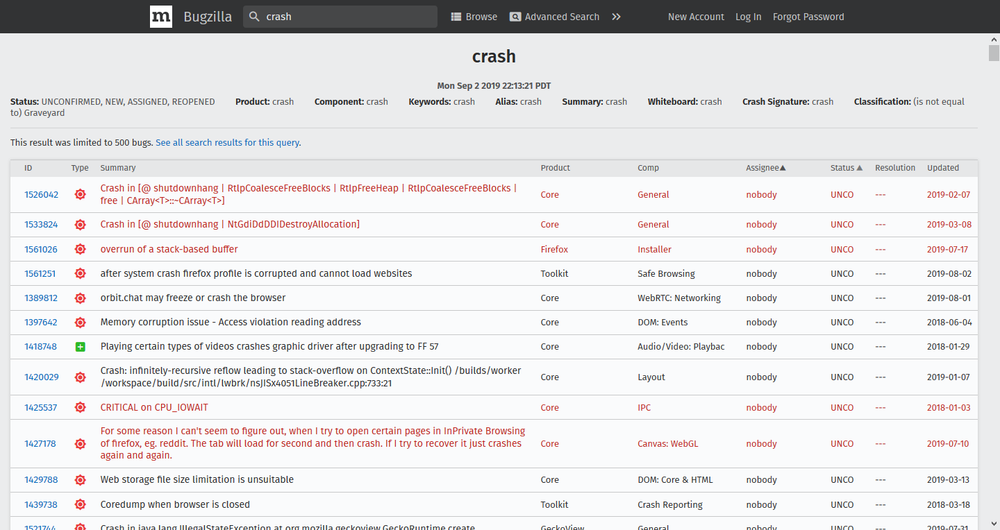 m Bugzilla crash Browse Advanced Search New Account Log In Forgot Password
crash
Mon Sep 2 2019 22:13:21 PDT
Status: UNCONFIRMED, NEW, ASSIGNED, REOPENED Product: crash Component: crash Keywords: crash Alias: crash Summary: crash Whiteboard: crash Crash Signature: crash Classification: (is not equal
to) Graveyard
This result was limited to 500 bugs. See all search results for this query.
ID Type Summary Product Comp Assignee▲ Status ▲ Resolution Updated
1526042 Crash in [@ shutdownhang | RtlpCoalesceFreeBlocks | RtlpFreeHeap | RtlpCoalesceFreeBlocks |
free | CArray<T>::~CArray<T>] Core General nobody UNCO --- 2019-02-07
1533824 Crash in [@ shutdownhang | NtGdiDdDDIDestroyAllocation] Core General nobody UNCO --- 2019-03-08
1561026 overrun of a stack-based buffer Firefox Installer nobody UNCO --- 2019-07-17
1561251 after system crash firefox profile is corrupted and cannot load websites Toolkit Safe Browsing nobody UNCO --- 2019-08-02
1389812 orbit.chat may freeze or crash the browser Core WebRTC: Networking nobody UNCO --- 2019-08-01
1397642 Memory corruption issue - Access violation reading address Core DOM: Events nobody UNCO --- 2018-06-04
1418748 Playing certain types of videos crashes graphic driver after upgrading to FF 57 Core Audio/Video: Playbac nobody UNCO --- 2018-01-29
1420029 Crash: infinitely-recursive reflow leading to stack-overflow on ContextState::Init() /builds/worker
/workspace/build/src/intl/lwbrk/nsJISx4051LineBreaker.cpp:733:21 Core Layout nobody UNCO --- 2019-01-07
1425537 CRITICAL on CPU_IOWAIT Core IPC nobody UNCO --- 2018-01-03
1427178 For some reason I can't seem to figure out, when I try to open certain pages in InPrivate Browsing
of firefox, eg. reddit. The tab will load for second and then crash. If I try to recover it just crashes
again and again. Core Canvas: WebGL nobody UNCO --- 2019-07-10
1429788 Web storage file size limitation is unsuitable Core DOM: Core & HTML nobody UNCO --- 2019-03-13
1439738 Coredump when browser is closed Toolkit Crash Reporting nobody UNCO --- 2018-03-18
1521744 Crash in java.lang.IllegalStateException at org.mozilla.geckoview.GeckoRuntime.create GeckoView General nobody UNCO --- 2019-07-31